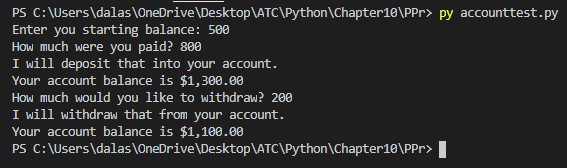 PS C:\Users\dalas\OneDrive\Desktop\ATC\Python\Chapter10\PPr> py accounttest.py
Enter you starting balance: 500
How much were you paid? 800
I will deposit that into your account.
Your account balance is $1,300.00
How much would you like to withdraw? 200
I will withdraw that from your account.
Your account balance is $1,100.00
PS C:\Users\dalas\OneDrive\Desktop\ATC\Python\Chapter10\PPr>